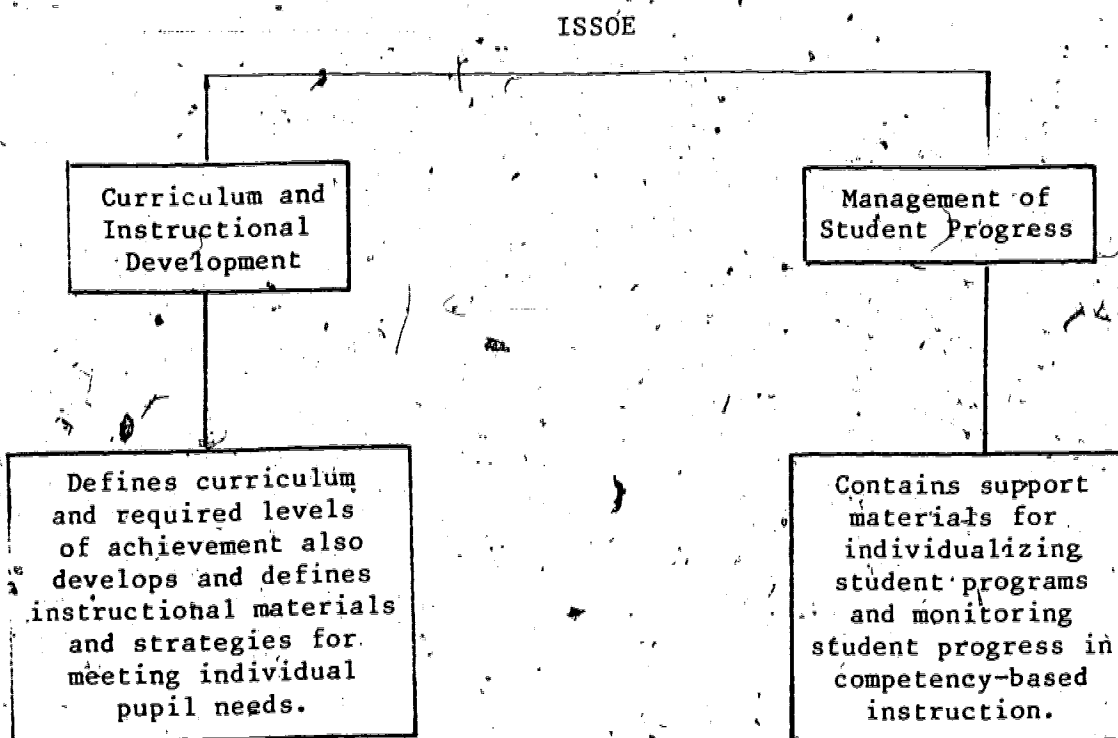 ISSOE
Curriculum and
Instructional
Development
Management of
Student Progress
Defines curriculum
and required levels
of achievement also
develops and defines
instructional materials
and strategies for
meeting individual
pupil needs.
Contains support
materials for
individualizing
student programs
and monitoring
student progress in
competency-based
instruction.